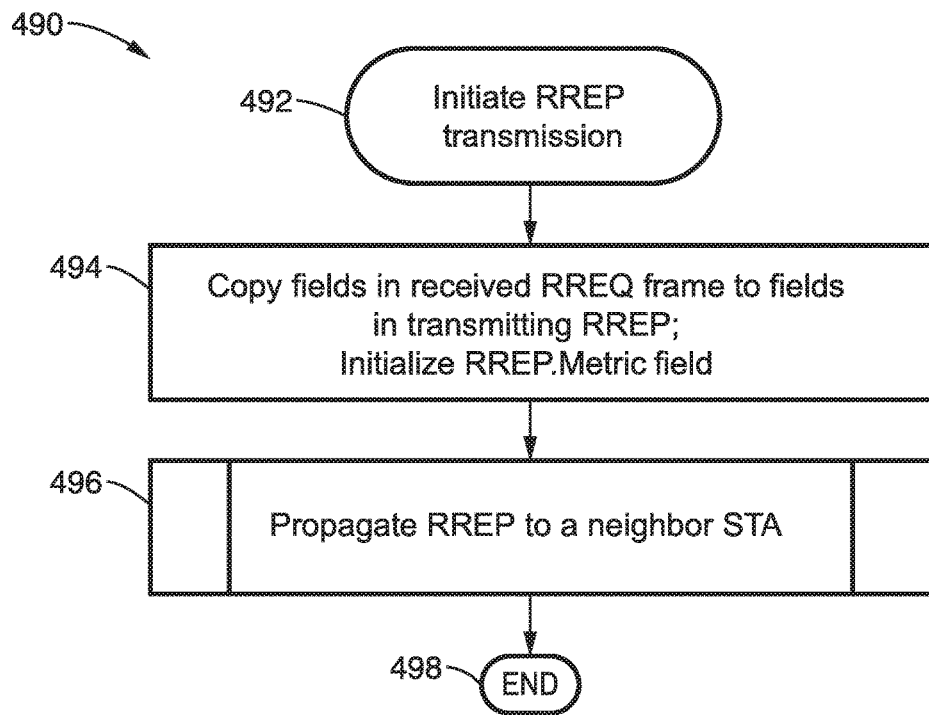 490
492
Initiate RREP
transmission
494
Copy fields in received RREQ frame to fields
in transmitting RREP;
Initialize RREP.Metric field
496
Propagate RREP to a neighbor STA
498
END